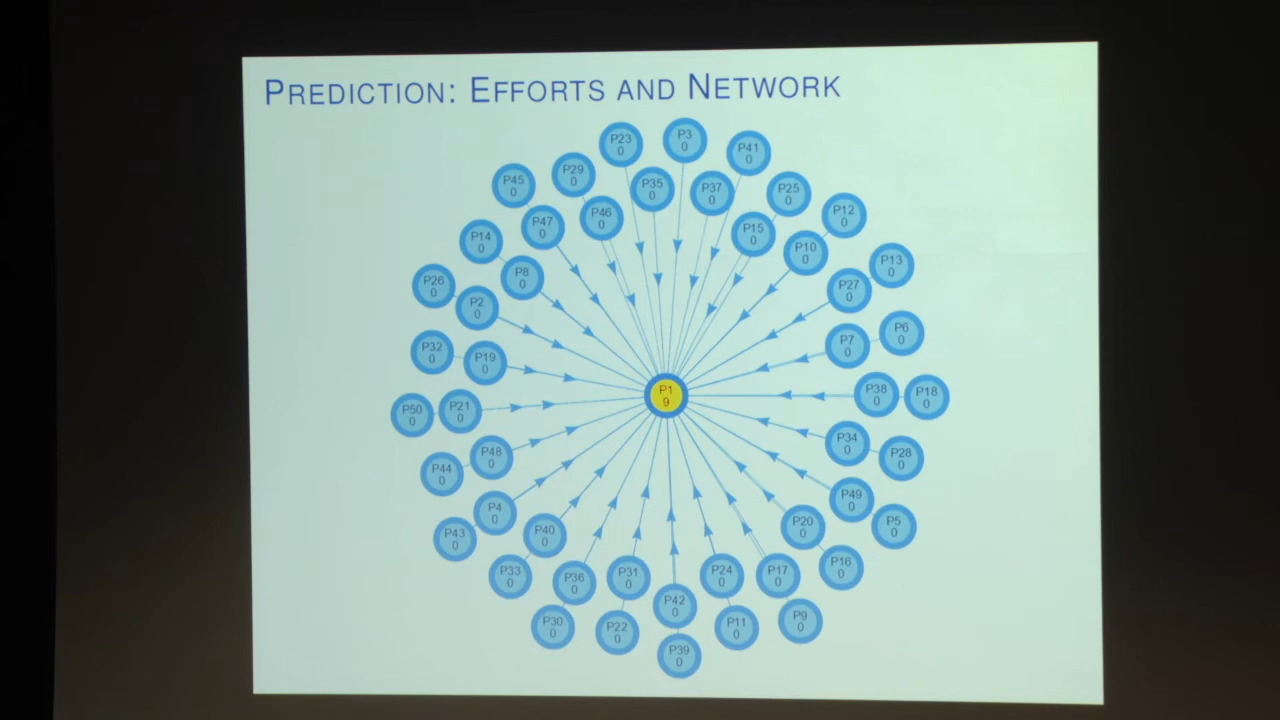 PREDICTION: EFFORTS AND NETWORK
P23
0
P3
0
P41
0
P29
0
P45
0
P35
0
P37
0
P25
0
P46
0
P12
0
P47
0
P15
0
P14
0
P10
0
P13
0
P8
0
P26
0
P27
0
P2
0
P6
0
P32
0
P19
0
P7
0
P1
9
P38
0
P18
0
P50
0
P21
0
P34
0
P28
0
P44
0
P48
0
P49
0
P5
0
P4
0
P43
0
P40
0
P20
0
P16
0
P33
0
P36
0
P31
0
P24
0
P17
0
P30
0
P22
0
P42
0
P11
0
P9
0
P39
0